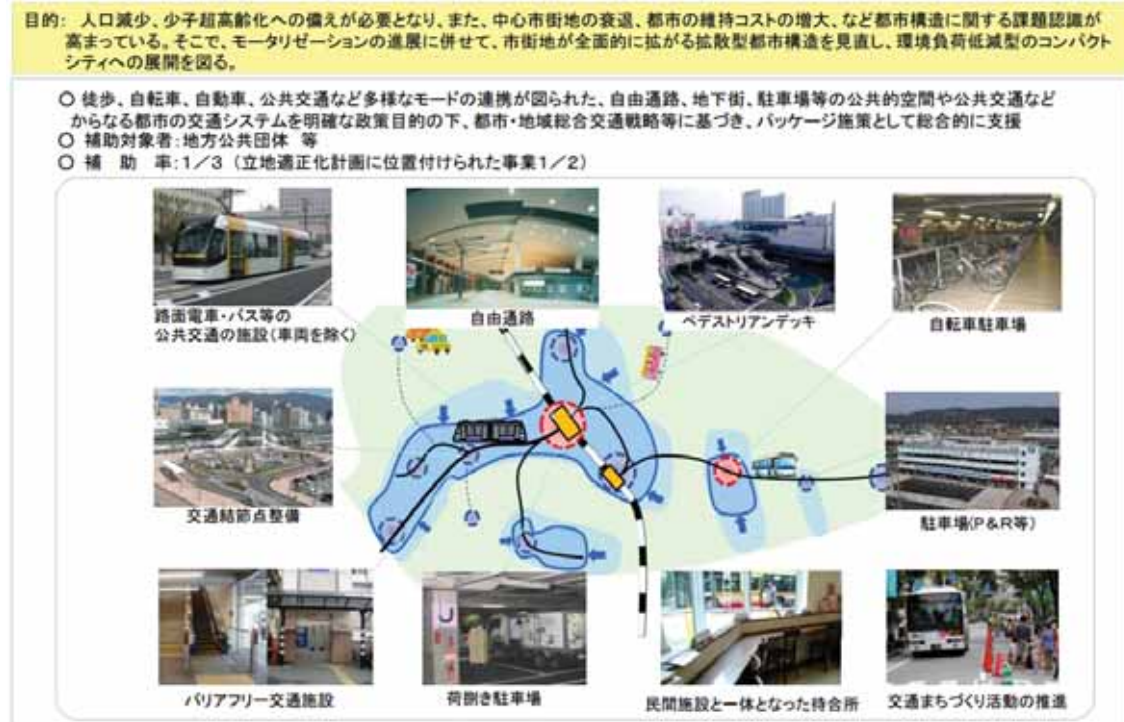 目的: 人口減少、少子超高齢化への備えが必要となり、また、中心市街地の衰退、都市の維持コストの増大、など都市構造に関する課題認識が
高まっている。そこで、モータリゼーションの進展に併せて、市街地が全面的に拡がる拡散型都市構造を見直し、環境負荷低減型のコンパクト
シティへの展開を図る。
○ 徒歩、自転車、自動車、公共交通など多様なモードの連携が図られた、自由通路、地下街、駐車場等の公共的空間や公共交通など
からなる都市の交通システムを明確な政策目的の下、都市・地域総合交通戦略等に基づき、パッケージ施策として総合的に支援
○ 補助対象者:地方公共団体 等
○ 補 助 率:1/3 (立地適正化計画に位置付けられた事業1/2)
路面電車・バス等の
公共交通の施設(車両を除く)
自由通路
ペデストリアンデッキ
自転車駐車場
交通結節点整備
駐車場(P&R等)
バリアフリー交通施設
荷捌き駐車場
民間施設と一体となった待合所
交通まちづくり活動の推進